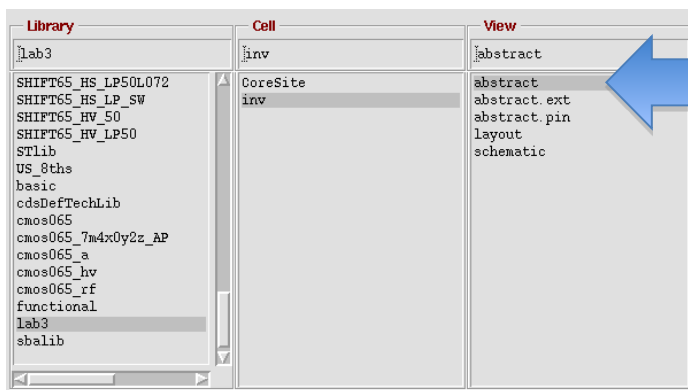 Library
lab3
SHIFT65_HS_LP50L072
SHIFT65_HS_LP_SW
SHIFT65_HV_50
SHIFT65_HV_LP50
STlib
US_8ths
basic
cdsDefTechLib
cmos065
cmos065_7m4x0y2z_AP
cmos065_a
cmos065_hv
cmos065_rf
functional
lab3
sbalib
Cell
inv
CoreSite
inv
View
abstract
abstract
abstract.ext
abstract.pin
layout
schematic